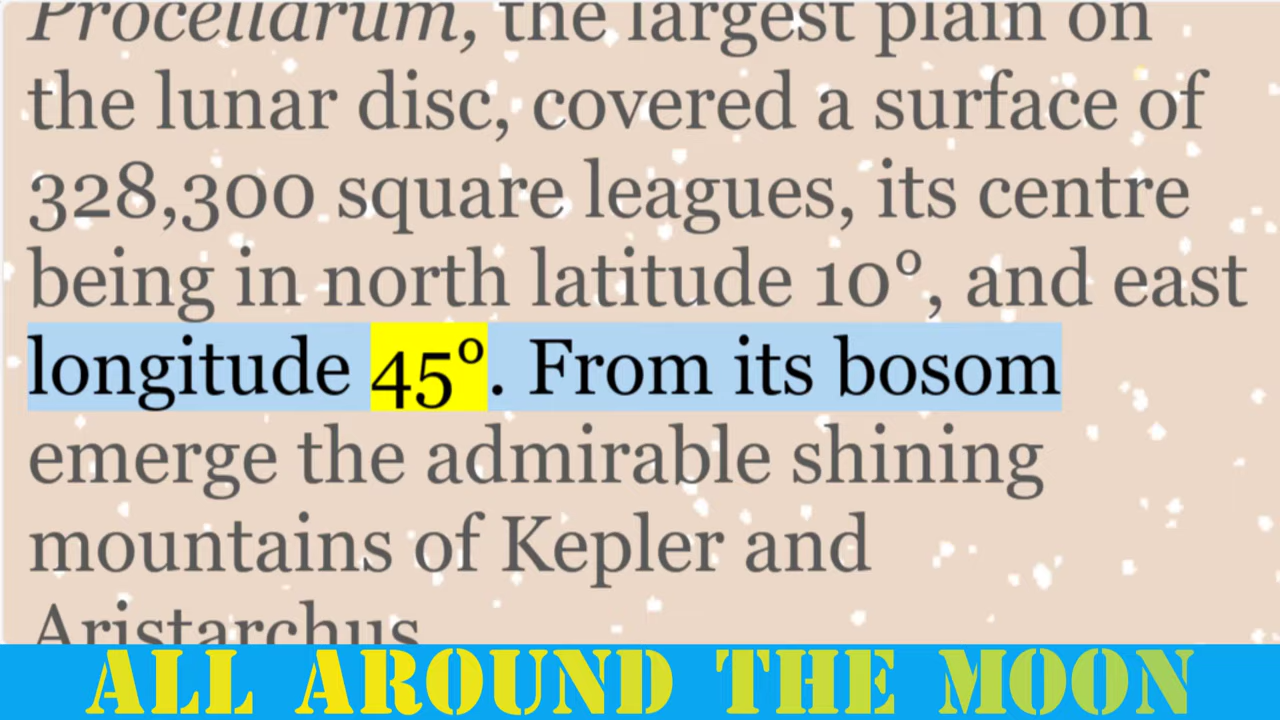 Procellarum, the largest plain on
the lunar disc, covered a surface of
328,300 square leagues, its centre
being in north latitude 10º, and east
longitude 45º. From its bosom
emerge the admirable shining
mountains of Kepler and
Aristarchus
ALL AROUND THE MOON